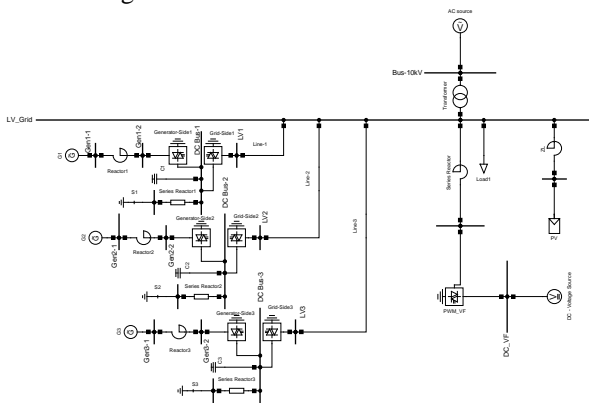 AC source
V
Bus-10kV
Transformer
LV_Grid
G1
Gen1-1
Gen1-2
Reactor1
Generator-Side1
DC Bus-1
Grid-Side1
LV1
Line-1
C1
S1
Series Reactor1
DC Bus-2
Line-2
Line-3
Series Reactor
Load1
PV
G2
Gen2-1
Gen2-2
Reactor2
Generator-Side2
Grid-Side2
LV2
C2
S2
Series Reactor2
DC Bus-3
PWM_VF
DC_VF
DC - Voltage Source
G3
Gen3-1
Gen3-2
Reactor3
Generator-Side3
Grid-Side3
LV3
C3
S3
Series Reactor3